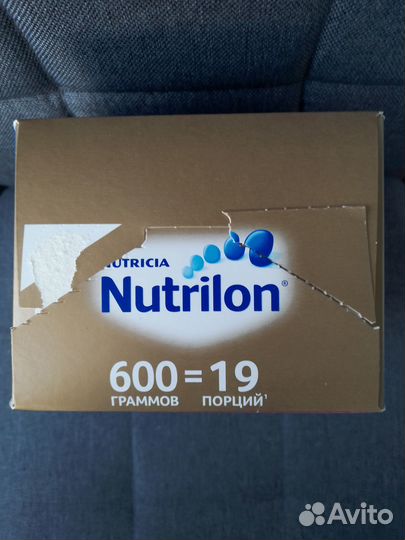 NUTRICIA
Nutrilon®
600 = 19
ГРАММОВ ПОРЦИЙ¹
Avito